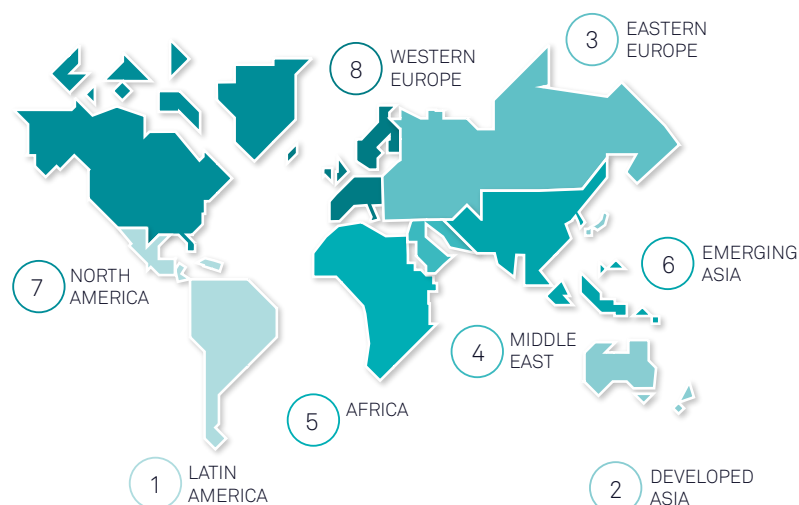 3
EASTERN
EUROPE
8
WESTERN
EUROPE
7
NORTH
AMERICA
6
EMERGING
ASIA
4
MIDDLE
EAST
5
AFRICA
1
LATIN
AMERICA
2
DEVELOPED
ASIA